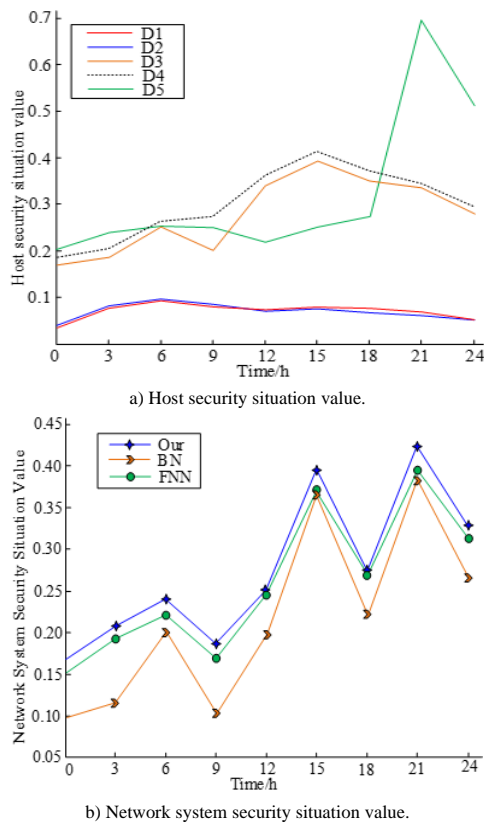 0.7
0.6
0.5
0.4
0.3
0.2
0.1
Host security situation value
D1
D2
D3
D4
D5
0 3 6 9 12 15 18 21 24
Time/h
a) Host security situation value.
0.45
0.40
0.30
0.30
0.25
0.20
0.15
0.10
0.05
Network System Security Situation Value
Our
BN
FNN
0 3 6 9 12 15 18 21 24
Time/h
b) Network system security situation value.